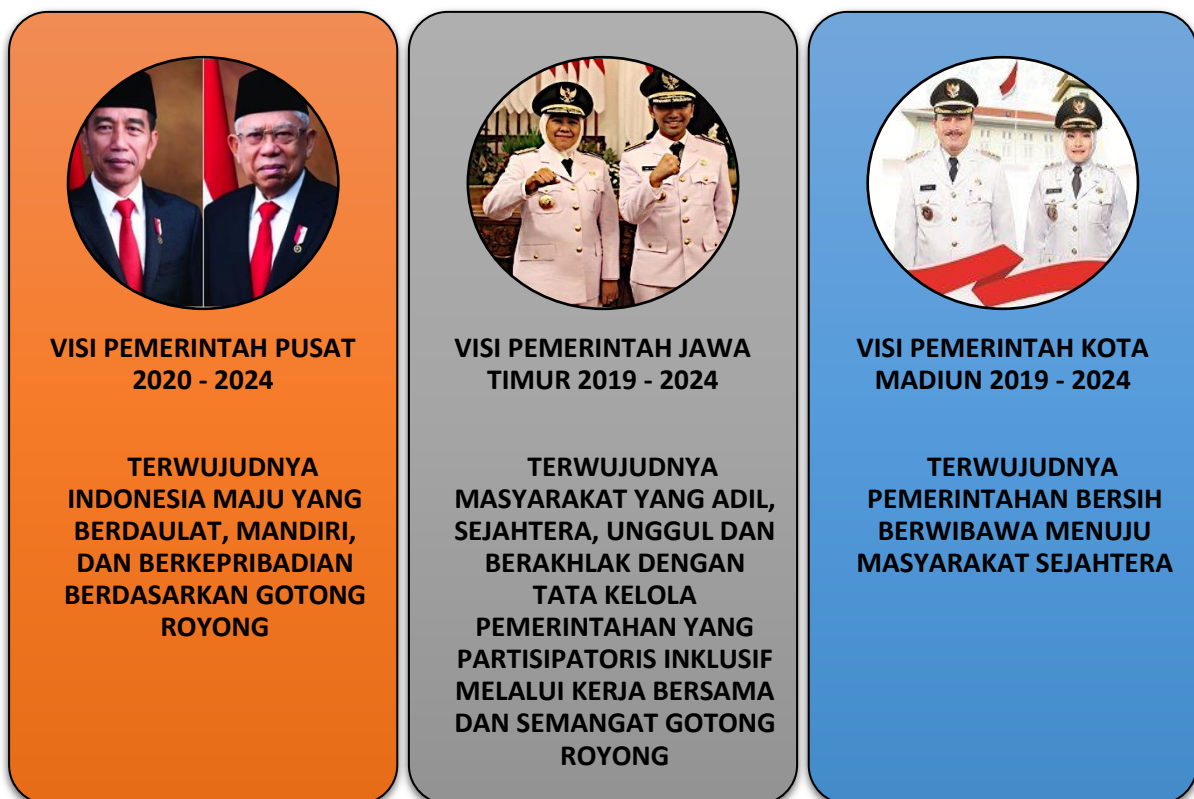 VISI PEMERINTAH PUSAT
2020 - 2024
TERWUJUDNYA
INDONESIA MAJU YANG
BERDAULAT, MANDIRI,
DAN BERKEPRIBADIAN
BERDASARKAN GOTONG
ROYONG
VISI PEMERINTAH JAWA
TIMUR 2019 - 2024
TERWUJUDNYA
MASYARAKAT YANG ADIL,
SEJAHTERA, UNGGUL DAN
BERAKHLAK DENGAN
TATA KELOLA
PEMERINTAHAN YANG
PARTISIPATORIS INKLUSIF
MELALUI KERJA BERSAMA
DAN SEMANGAT GOTONG
ROYONG
VISI PEMERINTAH KOTA
MADIUN 2019 - 2024
TERWUJUDNYA
PEMERINTAHAN BERSIH
BERWIBAWA MENUJU
MASYARAKAT SEJAHTERA